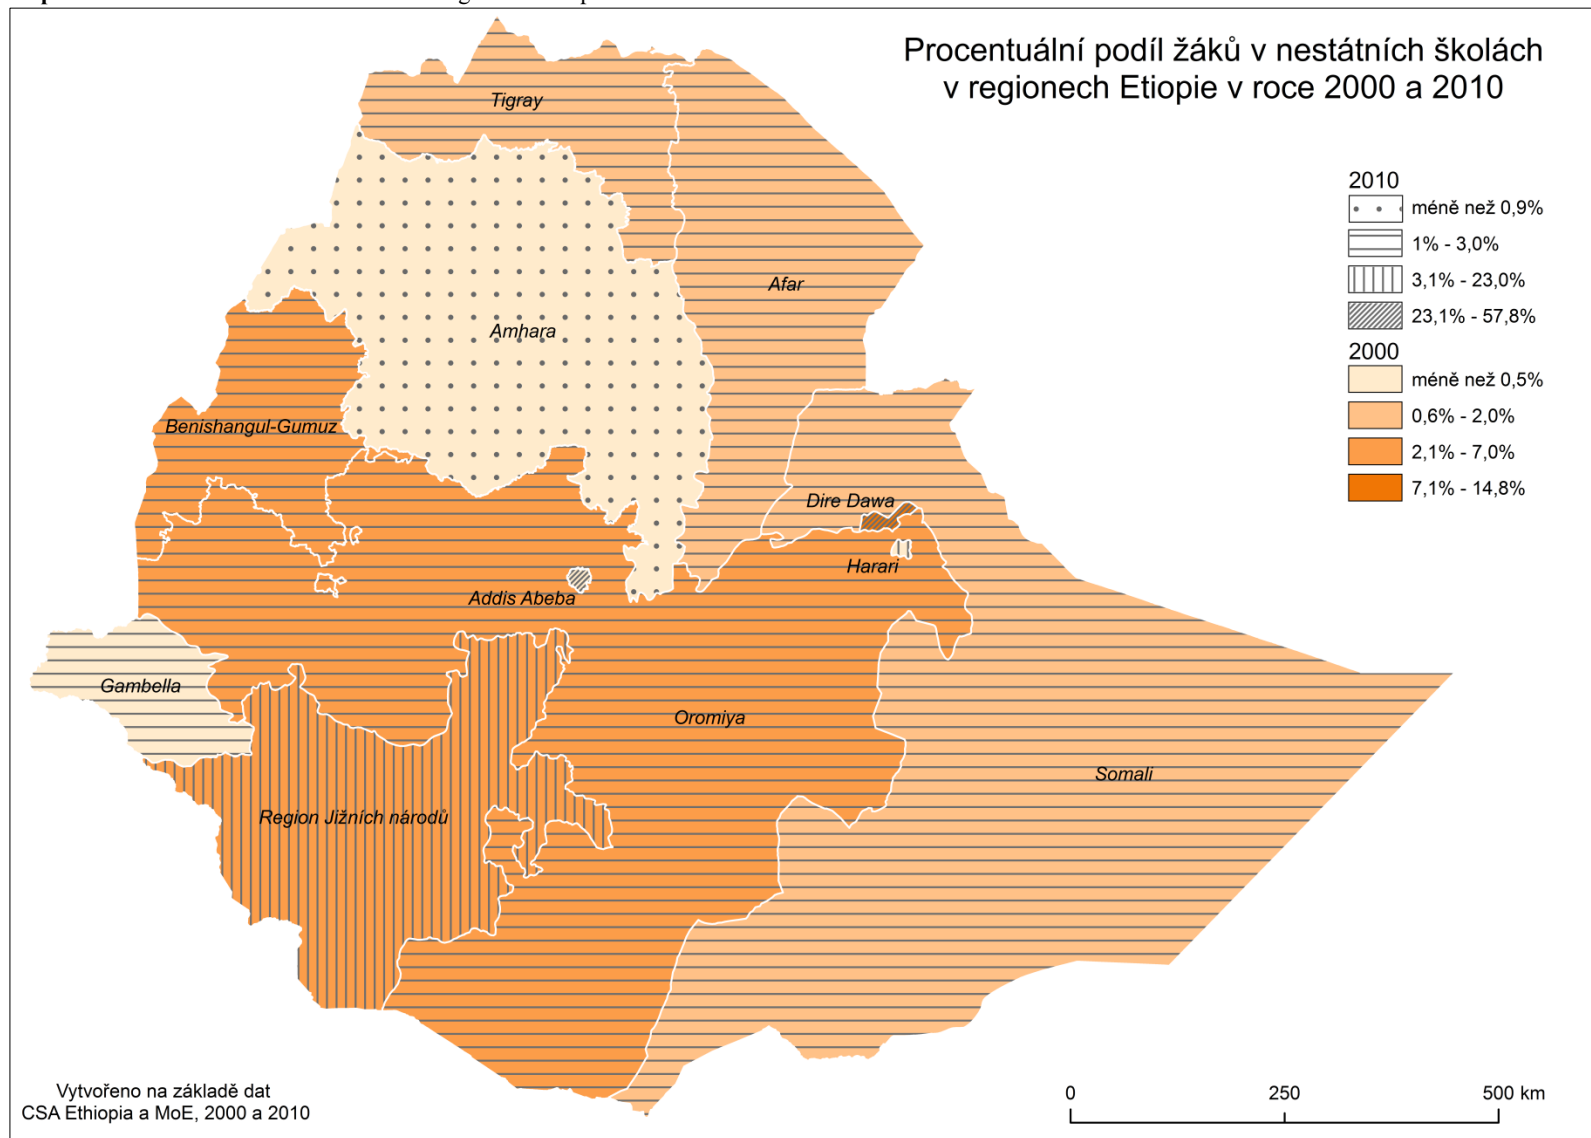 Procentuální podíl žáků v nestátních školách
v regionech Etiopie v roce 2000 a 2010
Tigray
Afar
Amhara
Benishangul-Gumuz
Dire Dawa
Harari
Addis Abeba
Gambella
Oromiya
Somali
Region Jižních národů
2010
méně než 0,9%
1% - 3,0%
3,1% - 23,0%
23,1% - 57,8%
2000
méně než 0,5%
0,6% - 2,0%
2,1% - 7,0%
7,1% - 14,8%
Vytvořeno na základě dat
CSA Ethiopia a MoE, 2000 a 2010
0 250 500 km